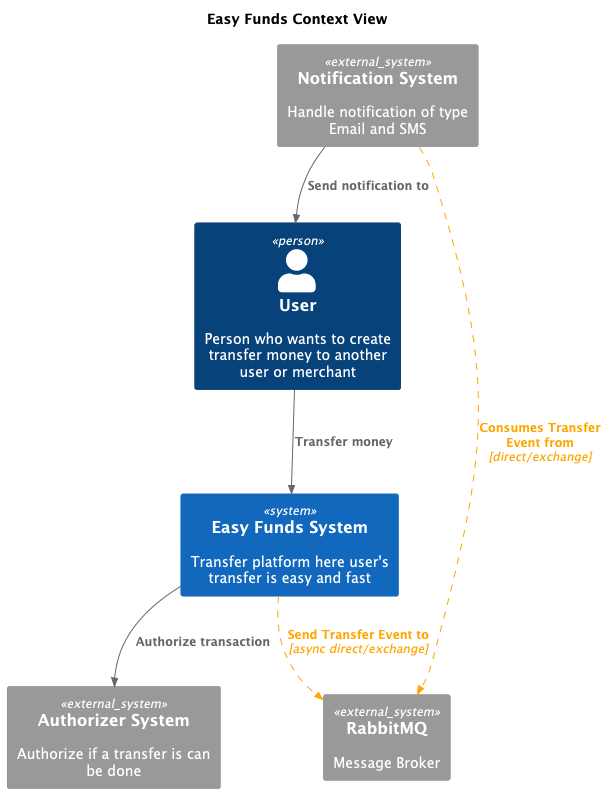 Easy Funds Context View
«external_system»
Notification System
Handle notification of type
Email and SMS
Send notification to
«person»
User
Person who wants to create
transfer money to another
user or merchant
Transfer money
Consumes Transfer
Event from
[direct/exchange]
«system»
Easy Funds System
Transfer platform here user's
transfer is easy and fast
Authorize transaction
Send Transfer Event to
[async direct/exchange]
«external_system»
Authorizer System
Authorize if a transfer is can
be done
«external_system»
RabbitMQ
Message Broker